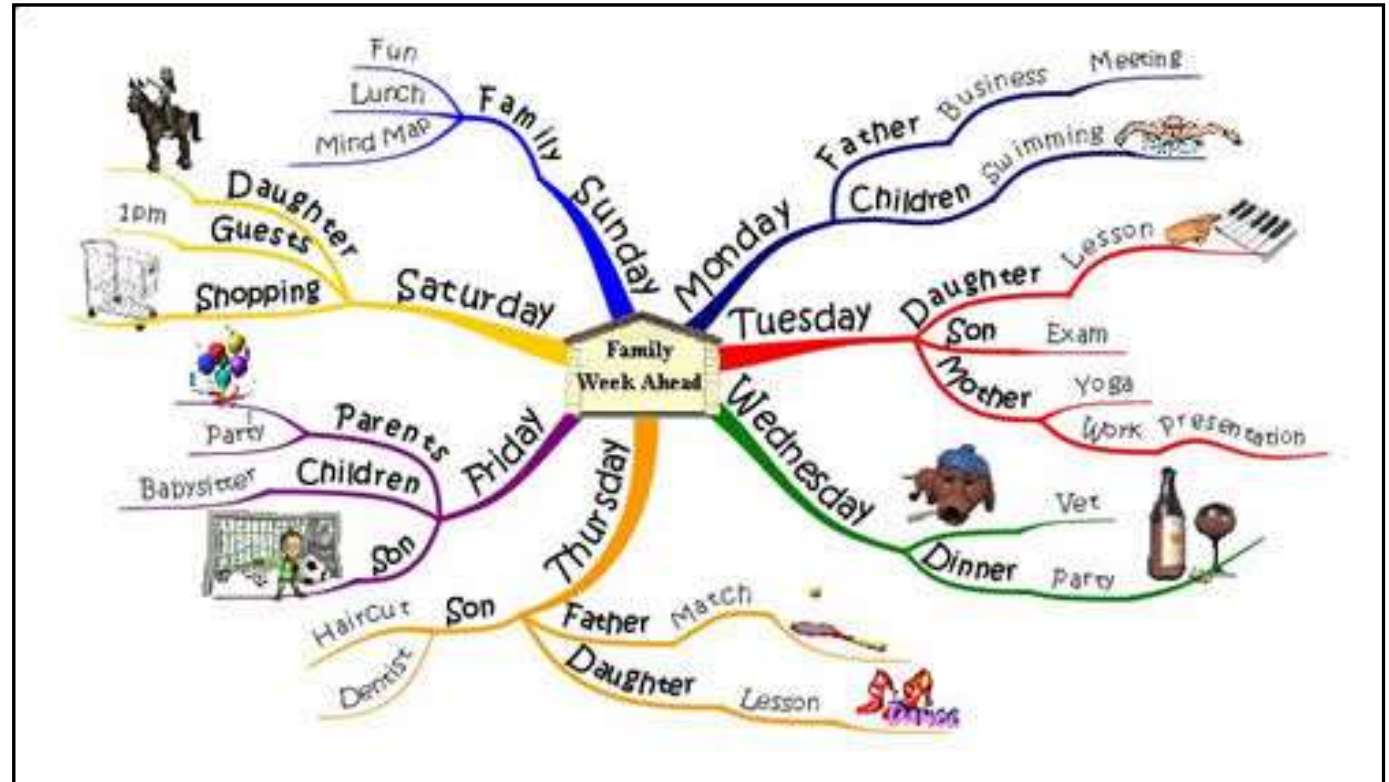 Family
Week Ahead
Monday
Father
Business
Meeting
Children
Swimming
Tuesday
Daughter
Lesson
Son
Exam
Mother
Yoga
Work
Presentation
Wednesday
Vet
Dinner
Party
Thursday
Father
Match
Daughter
Lesson
Son
Haircut
Dentist
Friday
Parents
Party
Children
Babysitter
Son
Saturday
Daughter
Guests
1pm
Shopping
Sunday
Family
Fun
Lunch
Mind Map